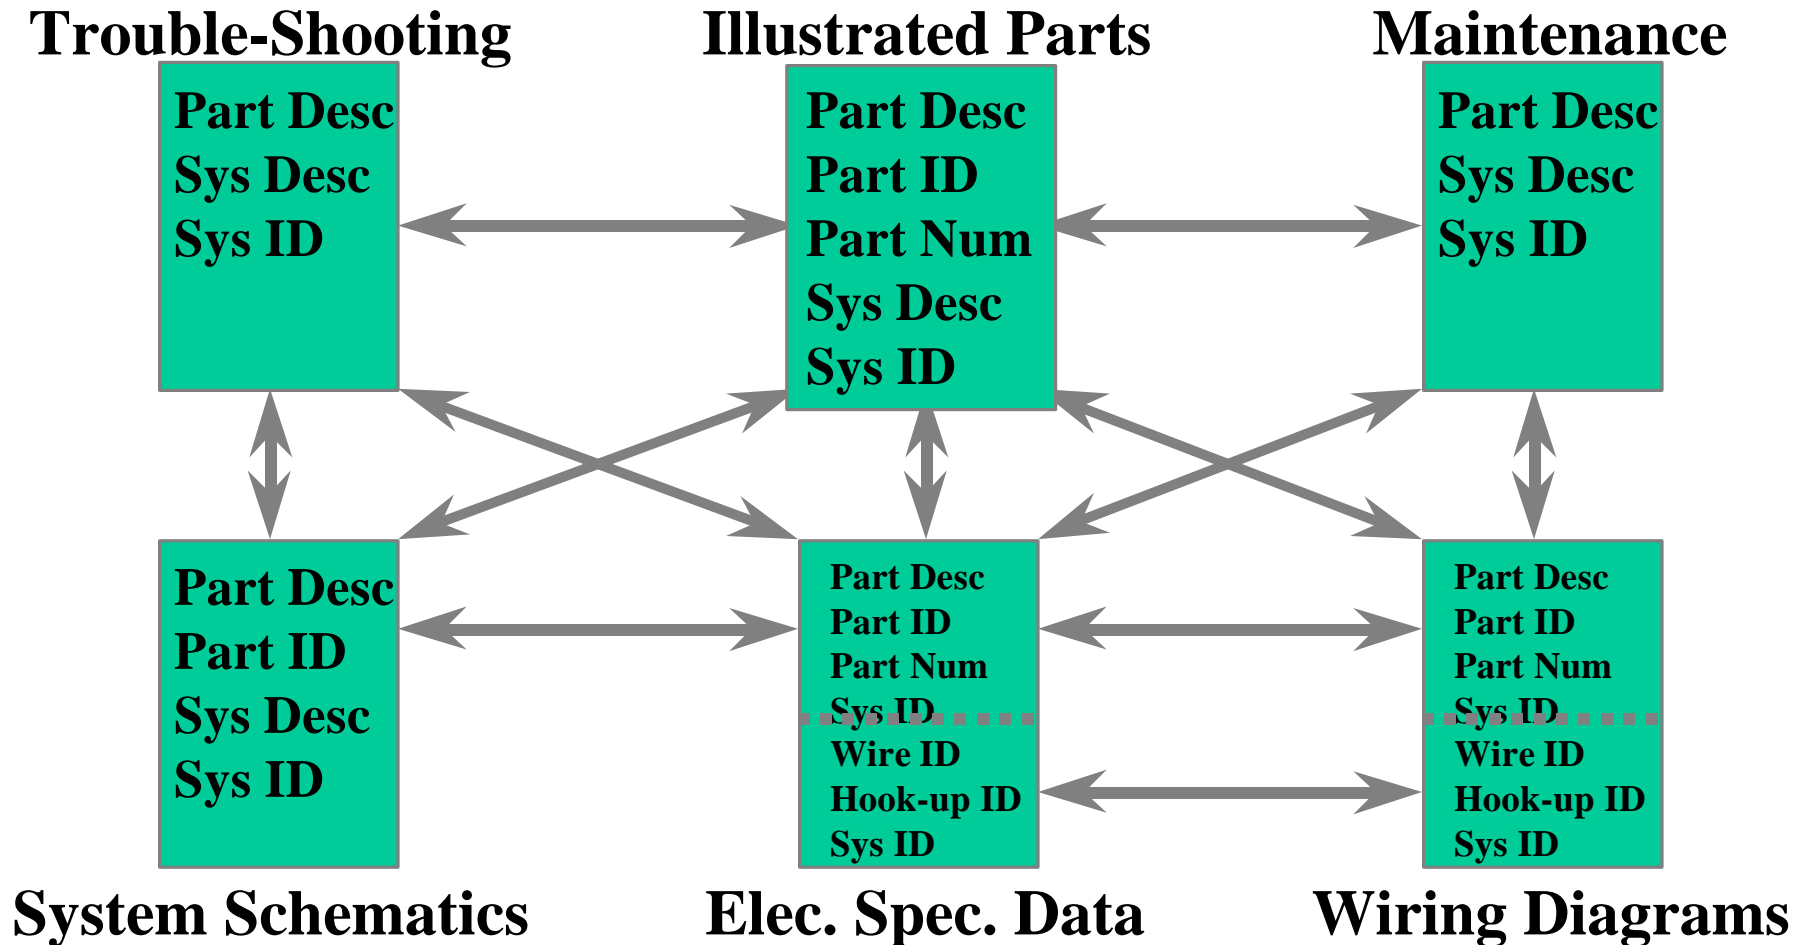 Trouble-Shooting
Part Desc
Sys Desc
Sys ID
Illustrated Parts
Part Desc
Part ID
Part Num
Sys Desc
Sys ID
Maintenance
Part Desc
Sys Desc
Sys ID
Part Desc
Part ID
Sys Desc
Sys ID
System Schematics
Part Desc
Part ID
Part Num
Sys ID
Wire ID
Hook-up ID
Sys ID
Elec. Spec. Data
Part Desc
Part ID
Part Num
Sys ID
Wire ID
Hook-up ID
Sys ID
Wiring Diagrams